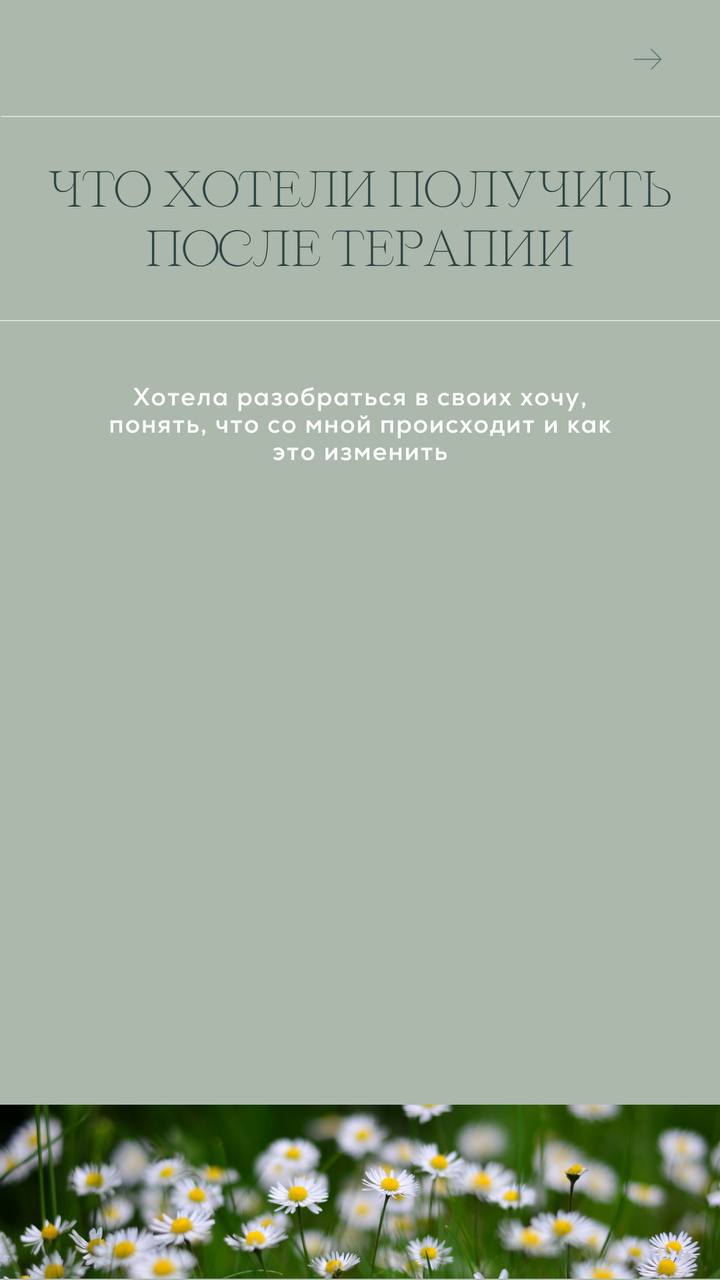 ЧТО ХОТЕЛИ ПОЛУЧИТЬ
ПОСЛЕ ТЕРАПИИ
Хотела разобраться в своих хочу,
понять, что со мной происходит и как
это изменить